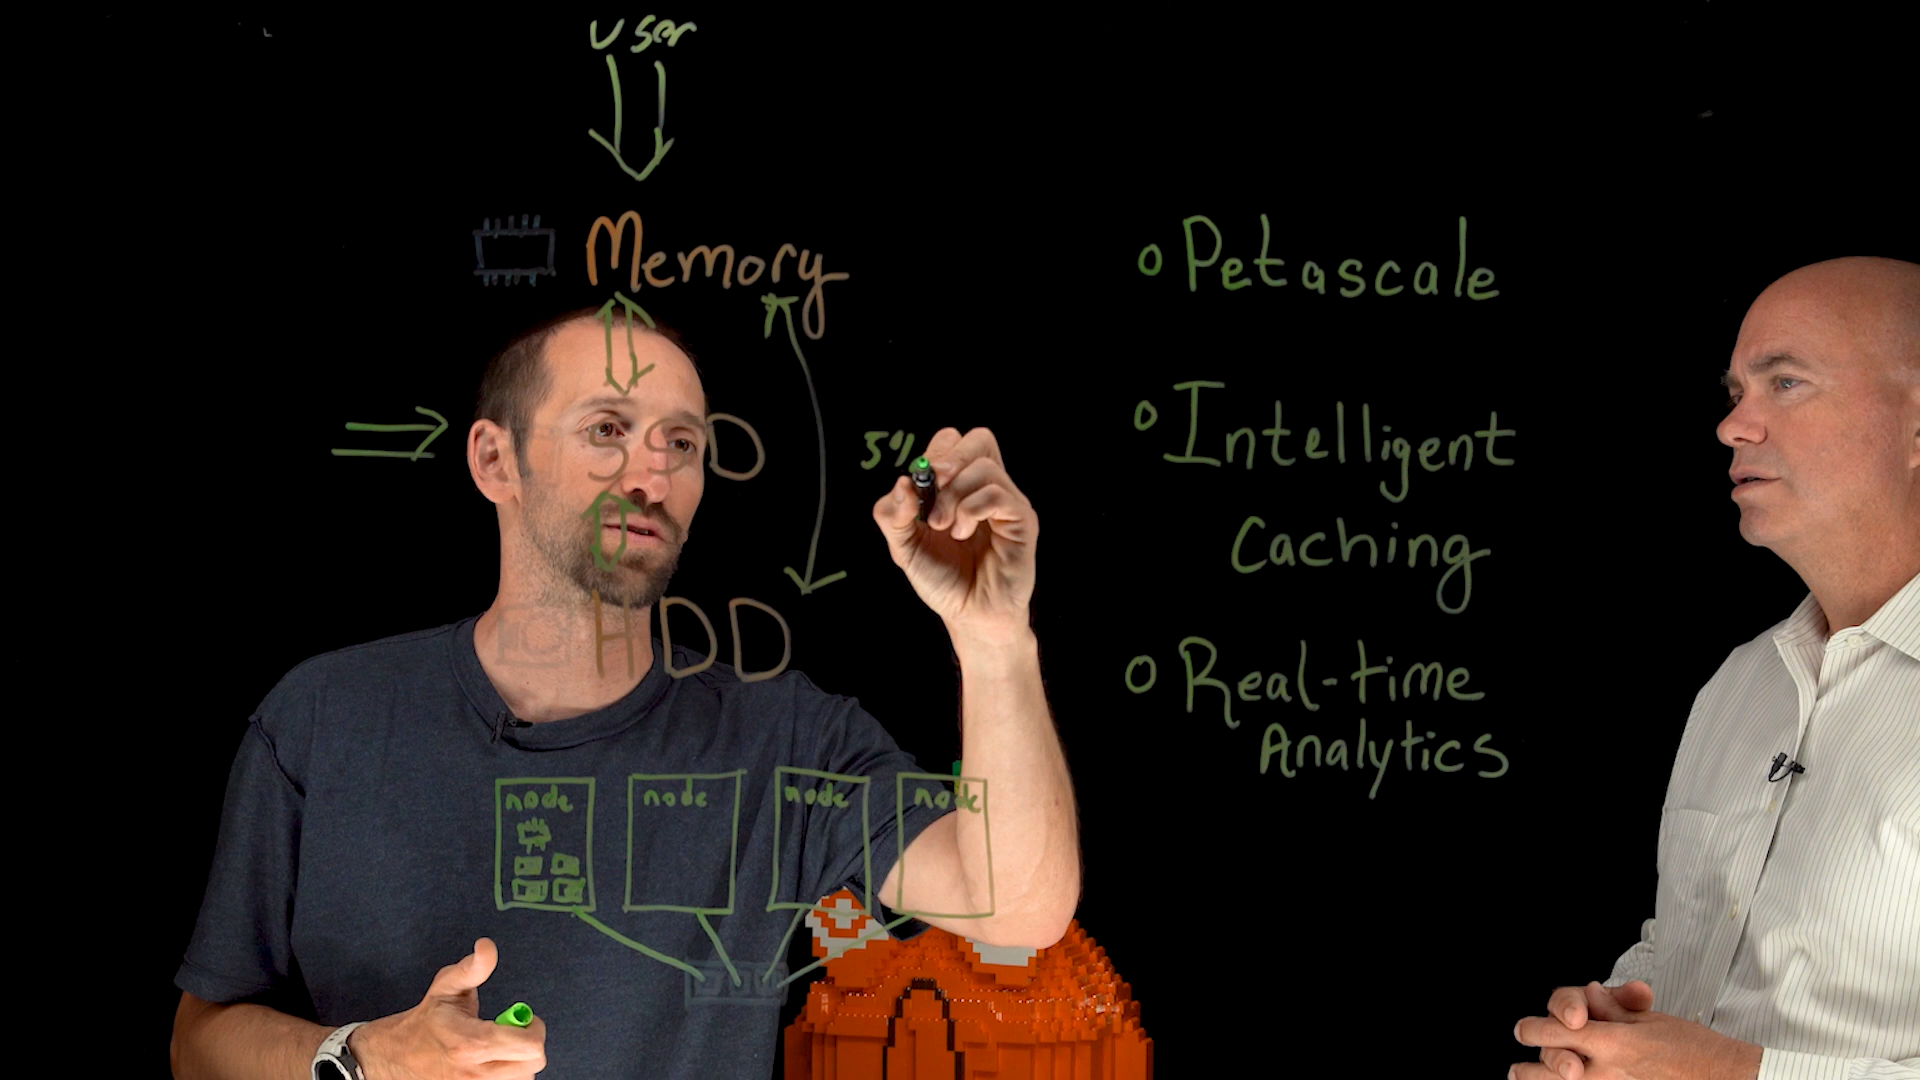 user
Memory
SSD
5%
HDD
node node node node
o Petascale
o Intelligent
Caching
o Real-time
Analytics